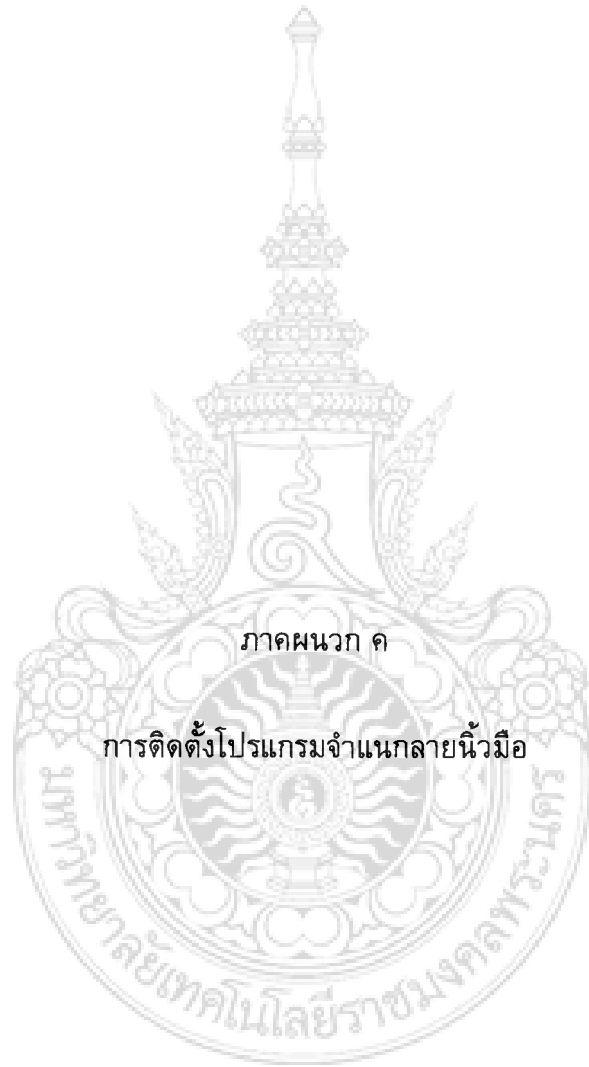 ภาคผนวก ค
การติดตั้งโปรแกรมจำแนกลายนิ้วมือ
มหาวิทยาลัยเทคโนโลยีราชมงคลพระนคร